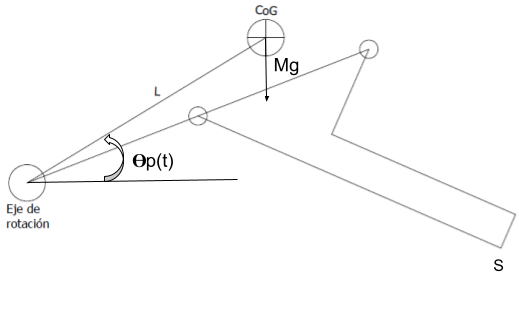 CoG
Mg
L
Θp(t)
Eje de
rotación
S